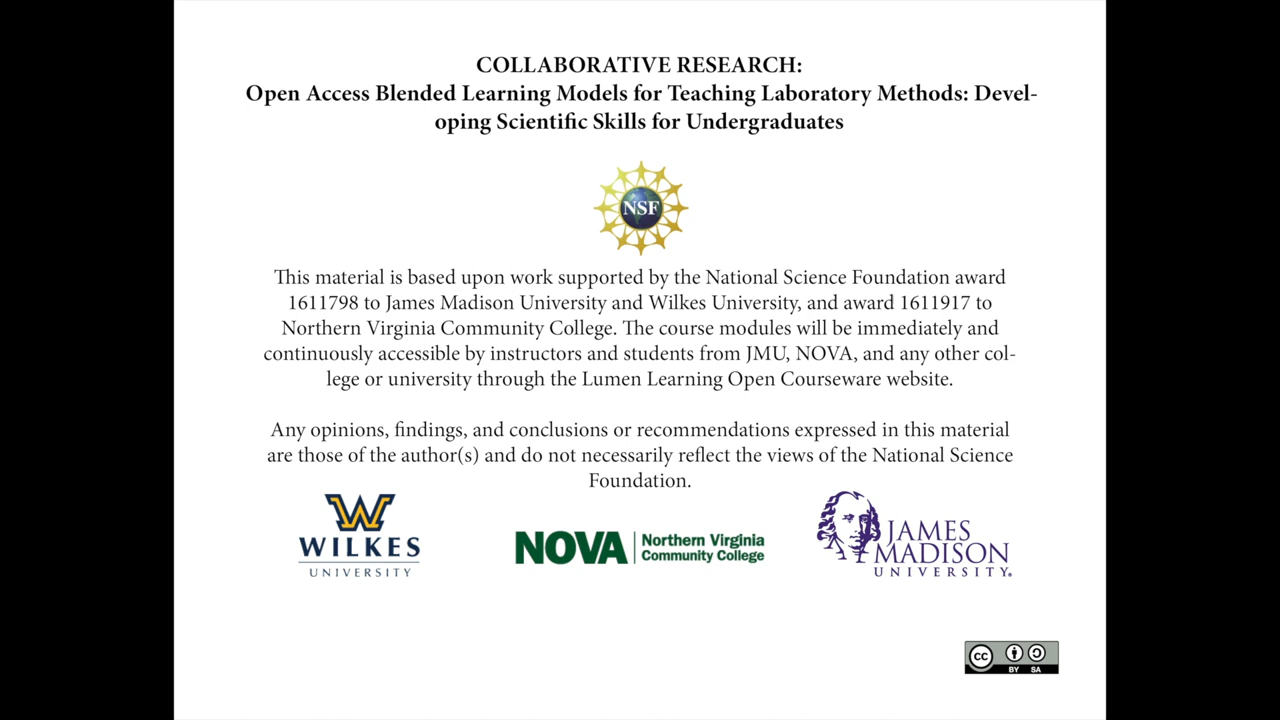 COLLABORATIVE RESEARCH:
Open Access Blended Learning Models for Teaching Laboratory Methods: Devel-
oping Scientific Skills for Undergraduates
NSF
This material is based upon work supported by the National Science Foundation award
1611798 to James Madison University and Wilkes University, and award 1611917 to
Northern Virginia Community College. The course modules will be immediately and
continuously accessible by instructors and students from JMU, NOVA, and any other col-
lege or university through the Lumen Learning Open Courseware website.
Any opinions, findings, and conclusions or recommendations expressed in this material
are those of the author(s) and do not necessarily reflect the views of the National Science
Foundation.
W
WILKES
UNIVERSITY
NOVA
Northern Virginia
Community College
JAMES
MADISON
UNIVERSITY.
cc
BY SA